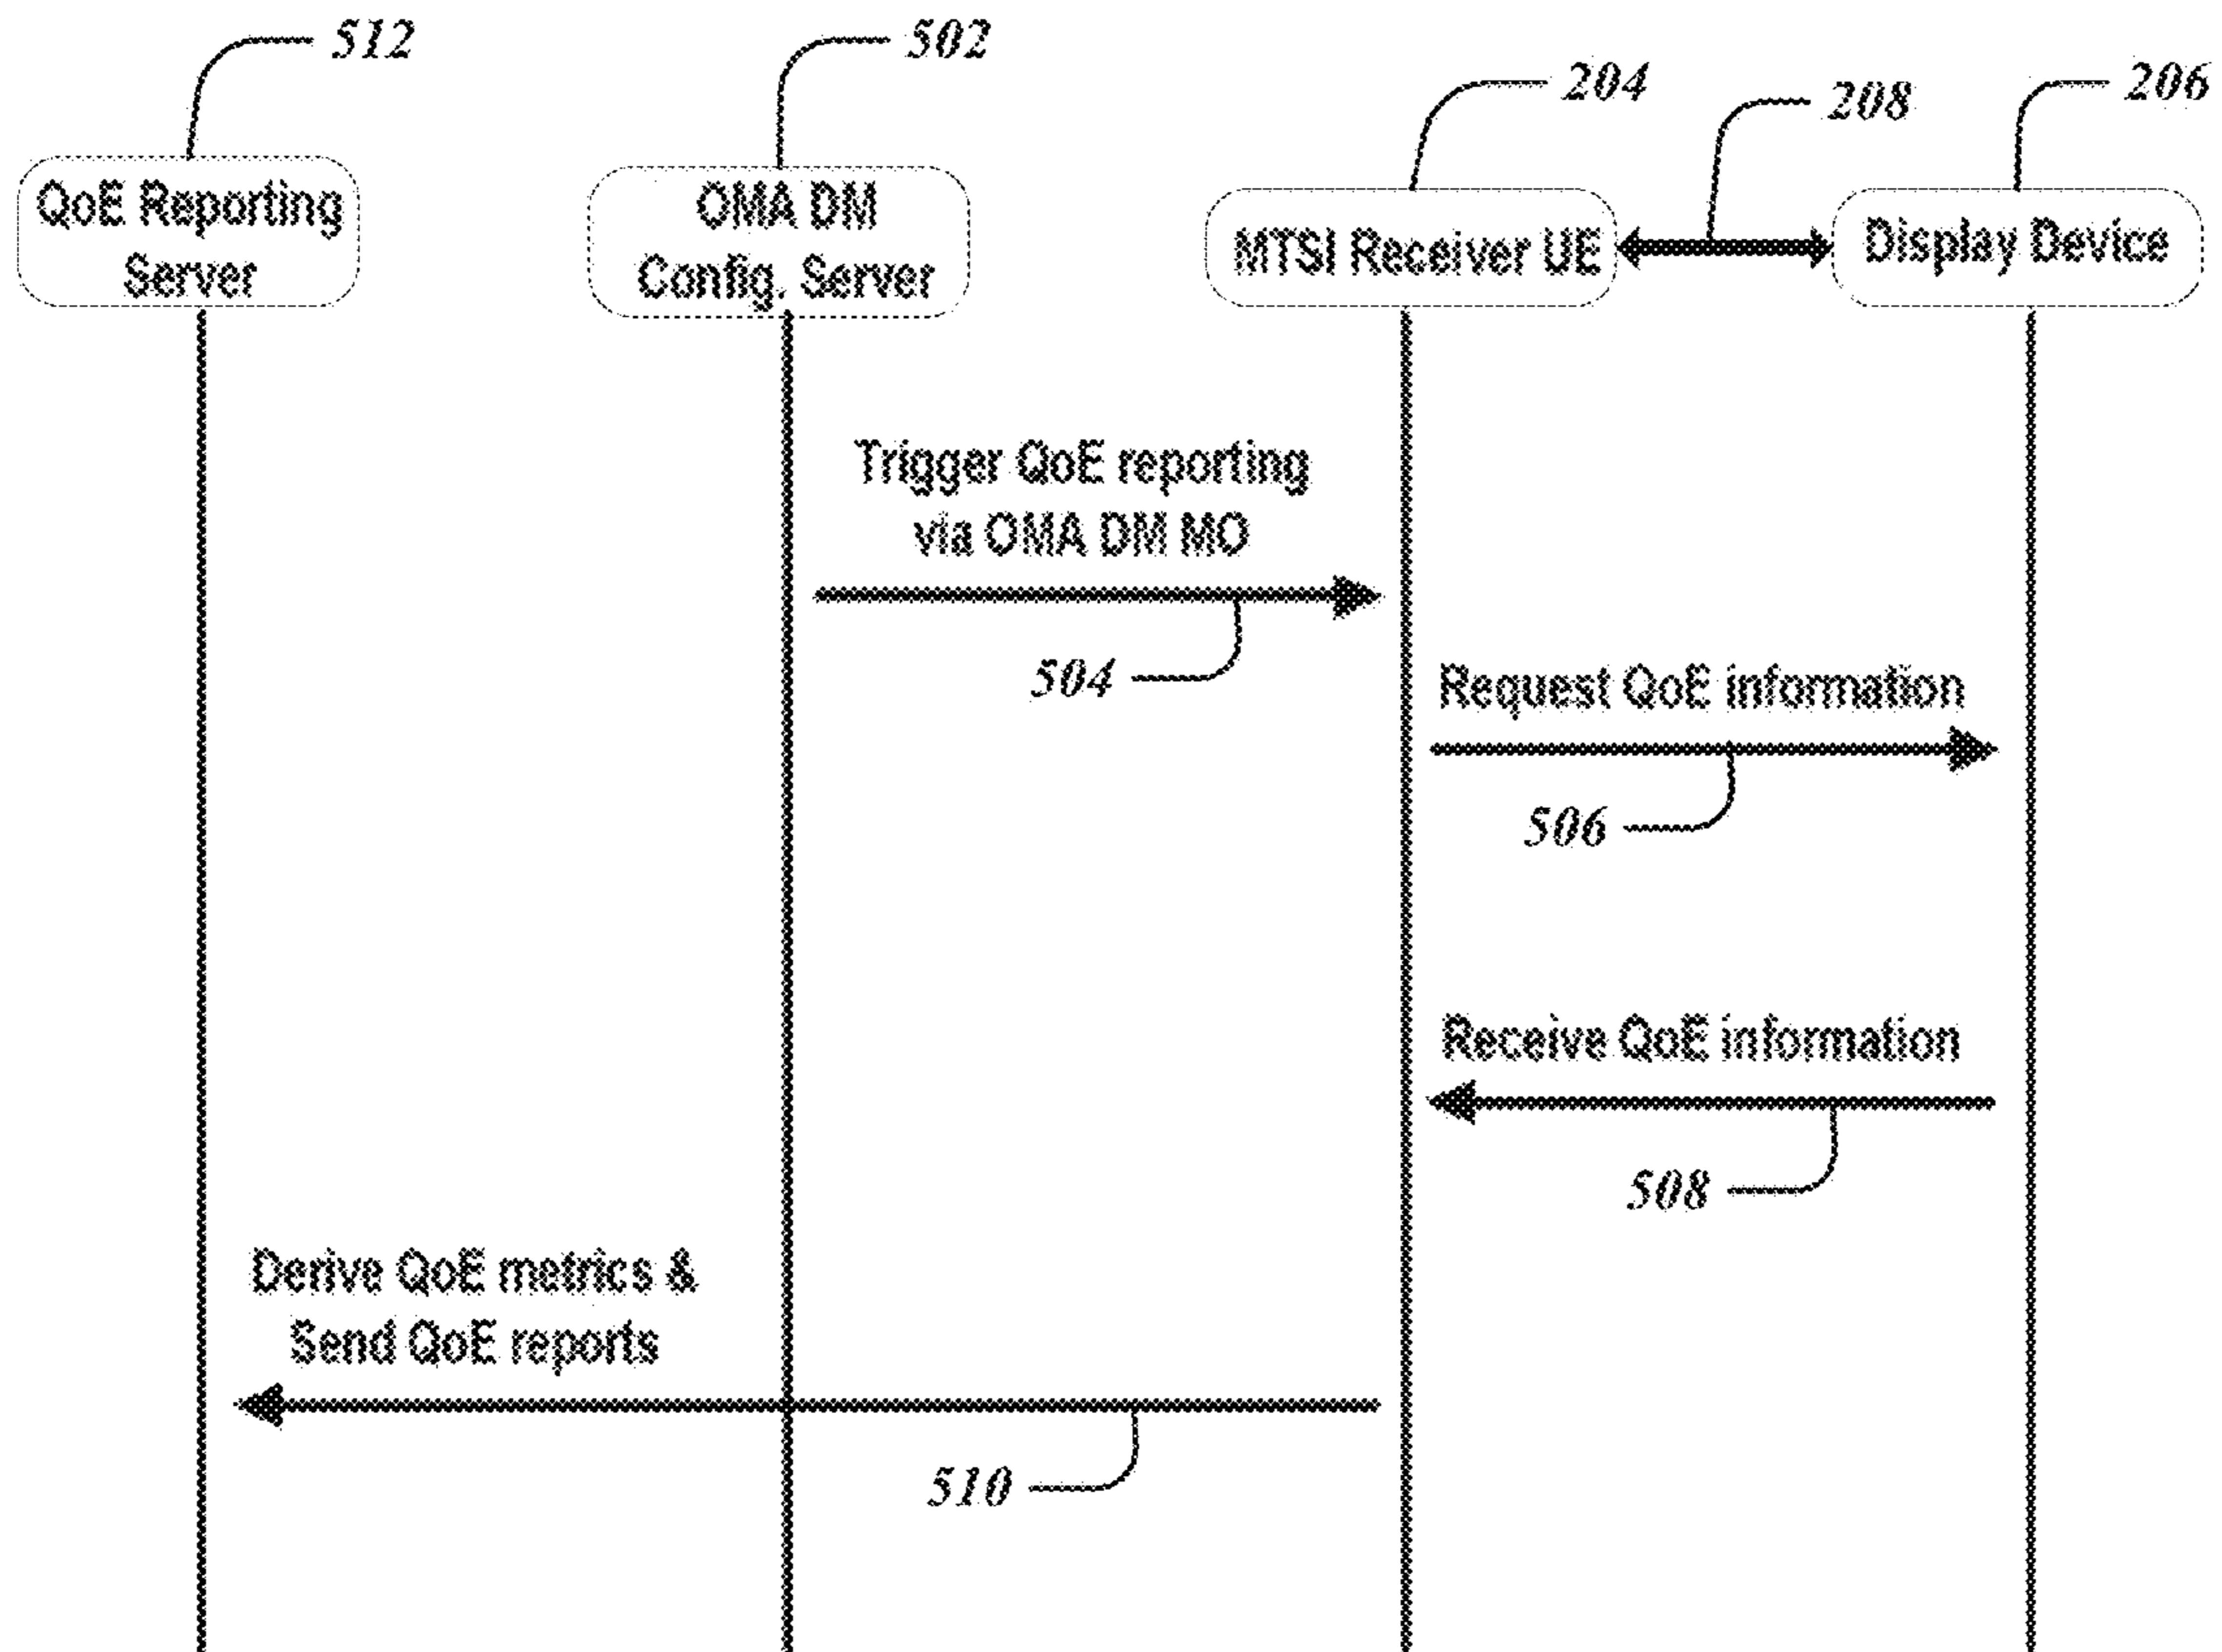 512
502
204
208
206
QoE Reporting
Server
OMA DM
Config. Server
MTSI Receiver UE
Display Device
Trigger QoE reporting
via OMA DM MO
504
Request QoE information
506
Receive QoE information
508
Derive QoE metrics &
Send QoE reports
510